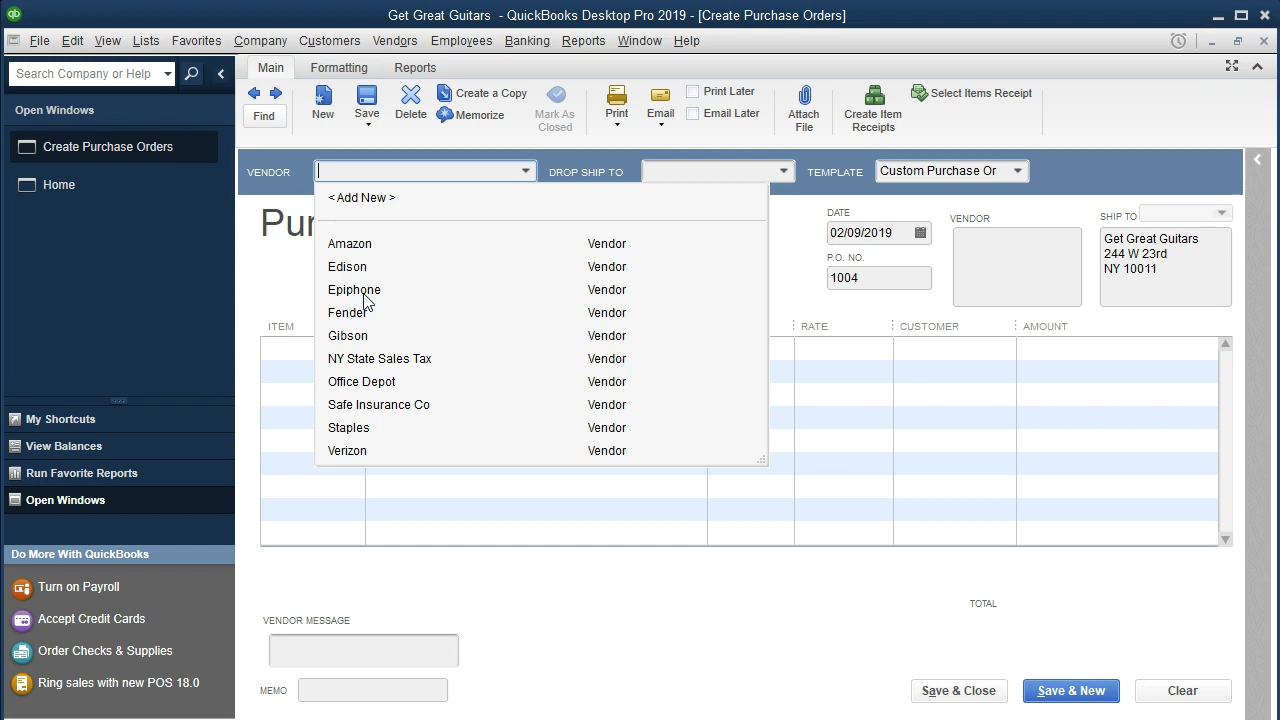 Get Great Guitars - QuickBooks Desktop Pro 2019 - [Create Purchase Orders]
File Edit View Lists Favorites Company Customers Vendors Employees Banking Reports Window Help
Search Company or Help
Main Formatting Reports
Find
New
Save
Delete
Create a Copy
Memorize
Mark As
Closed
Print
Email
Print Later
Email Later
Attach
File
Create Item
Receipts
Select Items Receipt
Open Windows
Create Purchase Orders
Home
My Shortcuts
View Balances
Run Favorite Reports
Open Windows
Do More With QuickBooks
Turn on Payroll
Accept Credit Cards
Order Checks & Supplies
Ring sales with new POS 18.0
VENDOR DROP SHIP TO TEMPLATE Custom Purchase Or
< Add New >
Amazon Vendor
Edison Vendor
Epiphone Vendor
Fender Vendor
Gibson Vendor
NY State Sales Tax Vendor
Office Depot Vendor
Safe Insurance Co Vendor
Staples Vendor
Verizon Vendor
Pur
DATE
02/09/2019
P.O. NO.
1004
VENDOR
SHIP TO
Get Great Guitars
244 W 23rd
NY 10011
ITEM RATE CUSTOMER AMOUNT
TOTAL
VENDOR MESSAGE
MEMO
Save & Close Save & New Clear